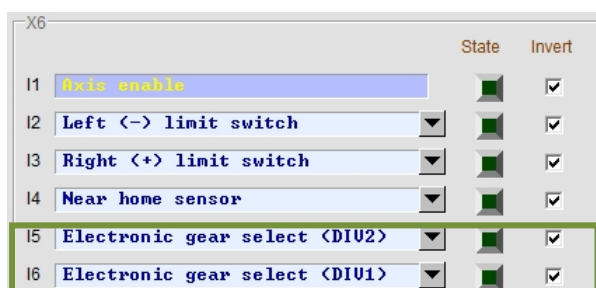 X6
State Invert
I1 Axis enable
I2 Left (-) limit switch
I3 Right (+) limit switch
I4 Near home sensor
I5 Electronic gear select (DIV2)
I6 Electronic gear select (DIV1)